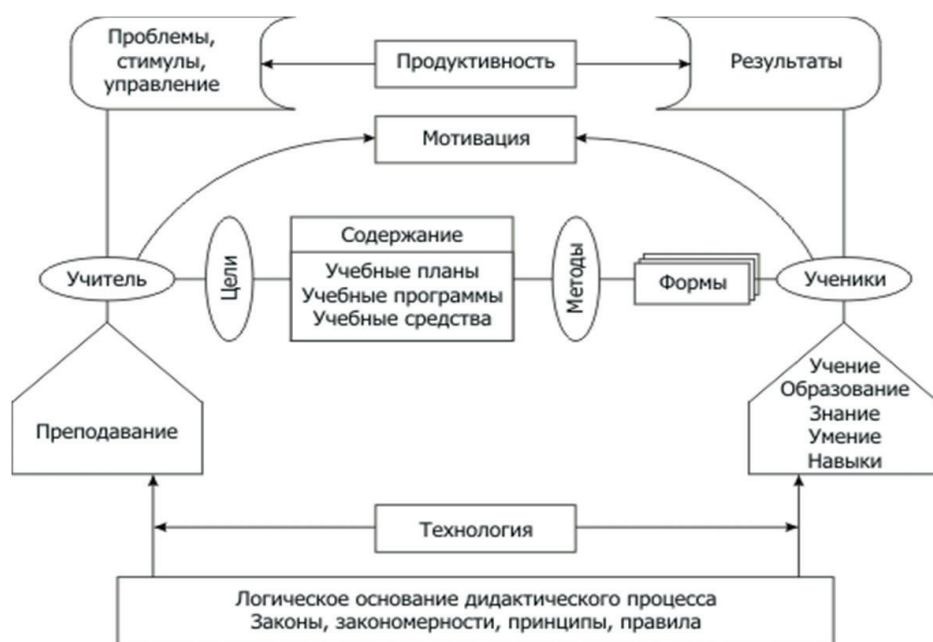 Проблемы,
стимулы,
управление
Продуктивность
Результаты
Мотивация
Учитель
Цели
Содержание
Учебные планы
Учебные программы
Учебные средства
Методы
Формы
Ученики
Преподавание
Учение
Образование
Знание
Умение
Навыки
Технология
Логическое основание дидактического процесса
Законы, закономерности, принципы, правила